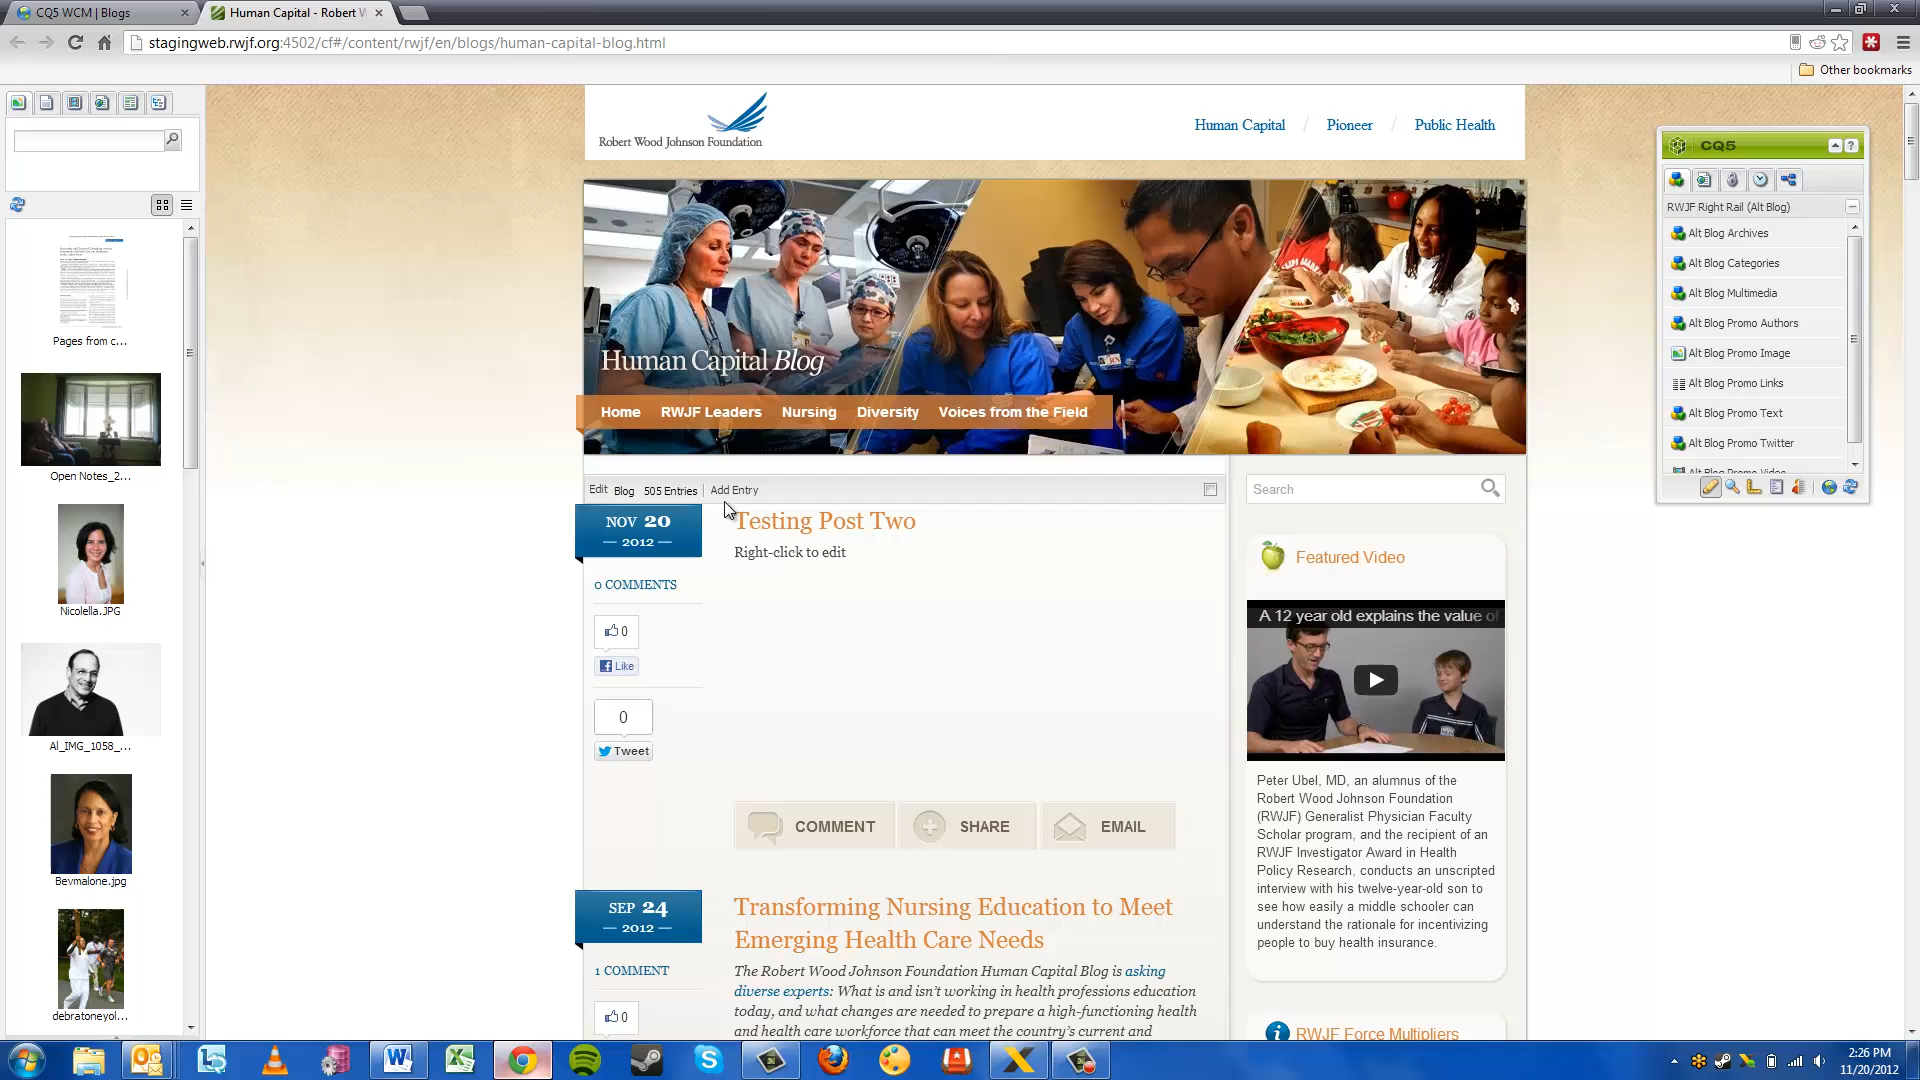 CQ5 WCM | Blogs
Human Capital - Robert W
stagingweb.rwjf.org:4502/cf#/content/rwjf/en/blogs/human-capital-blog.html
Other bookmarks
Pages from c...
Open Notes_2...
Nicolella.JPG
Al_IMG_1058_...
Bevmalone.jpg
debratoneyol...
Robert Wood Johnson Foundation
Human Capital / Pioneer / Public Health
Human Capital Blog
Home RWJF Leaders Nursing Diversity Voices from the Field
Edit Blog 505 Entries | Add Entry
NOV 20
— 2012 —
Testing Post Two
Right-click to edit
0 COMMENTS
0
Like
0
Tweet
COMMENT
SHARE
EMAIL
SEP 24
— 2012 —
Transforming Nursing Education to Meet
Emerging Health Care Needs
1 COMMENT
0
The Robert Wood Johnson Foundation Human Capital Blog is asking
diverse experts: What is and isn't working in health professions education
today, and what changes are needed to prepare a high-functioning health
and health care workforce that can meet the country's current and
Search
Featured Video
A 12 year old explains the value of
Peter Ubel, MD, an alumnus of the
Robert Wood Johnson Foundation
(RWJF) Generalist Physician Faculty
Scholar program, and the recipient of an
RWJF Investigator Award in Health
Policy Research, conducts an unscripted
interview with his twelve-year-old son to
see how easily a middle schooler can
understand the rationale for incentivizing
people to buy health insurance.
RWJF Force Multipliers
CQ5
RWJF Right Rail (Alt Blog)
Alt Blog Archives
Alt Blog Categories
Alt Blog Multimedia
Alt Blog Promo Authors
Alt Blog Promo Image
Alt Blog Promo Links
Alt Blog Promo Text
Alt Blog Promo Twitter
Alt Blog Promo Video
2:26 PM
11/20/2012